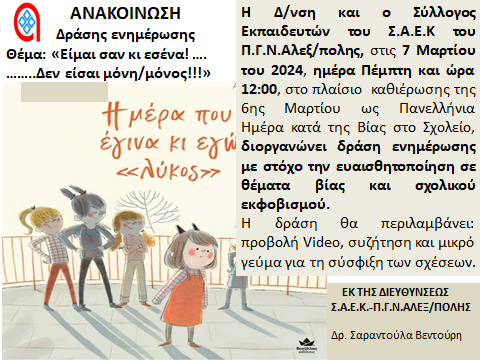 ΑΝΑΚΟΙΝΩΣΗ
Δράσης ενημέρωσης
Θέμα: «Είμαι σαν κι εσένα! ....
........Δεν είσαι μόνη/μόνος!!!»
Η μέρα που
έγινα κι εγώ
<<λύκος>>
Η Δ/νση και ο Σύλλογος
Εκπαιδευτών του Σ.Α.Ε.Κ του
Π.Γ.Ν.Αλεξ/πολης, στις 7 Μαρτίου
του 2024, ημέρα Πέμπτη και ώρα
12:00, στο πλαίσιο καθιέρωσης της
6ης Μαρτίου ως Πανελλήνια
Ημέρα κατά της Βίας στο Σχολείο,
διοργανώνει δράση ενημέρωσης
με στόχο την ευαισθητοποίηση σε
θέματα βίας και σχολικού
εκφοβισμού.
Η δράση θα περιλαμβάνει:
προβολή Video, συζήτηση και μικρό
γεύμα για τη σύσφιξη των σχέσεων.
ΕΚ ΤΗΣ ΔΙΕΥΘΥΝΣΕΩΣ
Σ.Α.Ε.Κ.-Π.Γ.Ν.ΑΛΕΞ/ΠΟΛΗΣ
Δρ. Σαραντούλα Βεντούρη